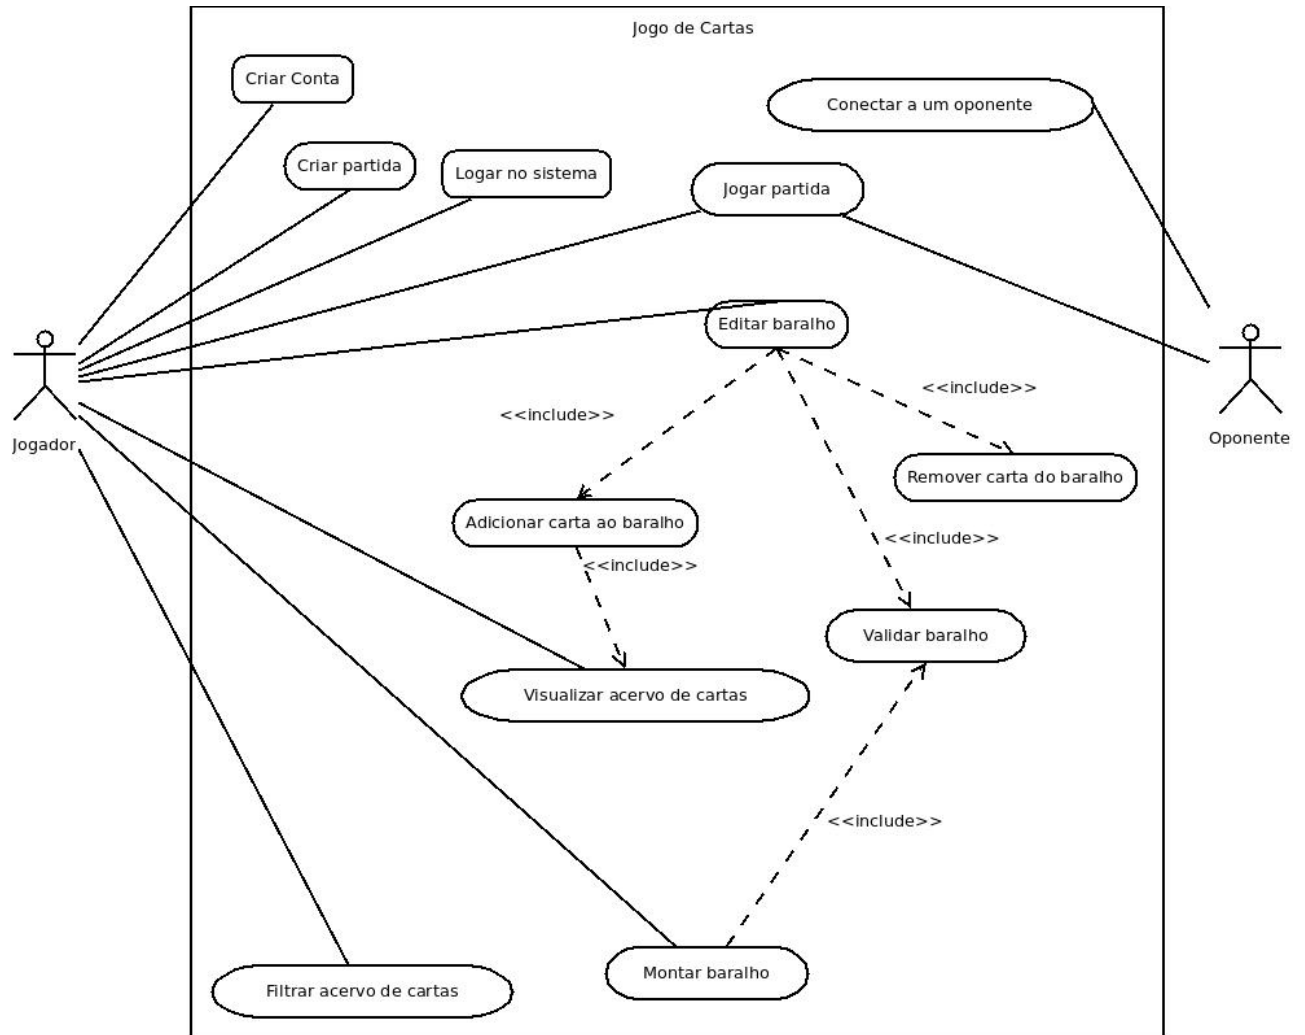 Jogo de Cartas
Criar Conta
Conectar a um oponente
Criar partida
Logar no sistema
Jogar partida
Editar baralho
<<include>>
<<include>>
Jogador
Oponente
Remover carta do baralho
Adicionar carta ao baralho
<<include>>
<<include>>
Validar baralho
Visualizar acervo de cartas
<<include>>
Montar baralho
Filtrar acervo de cartas